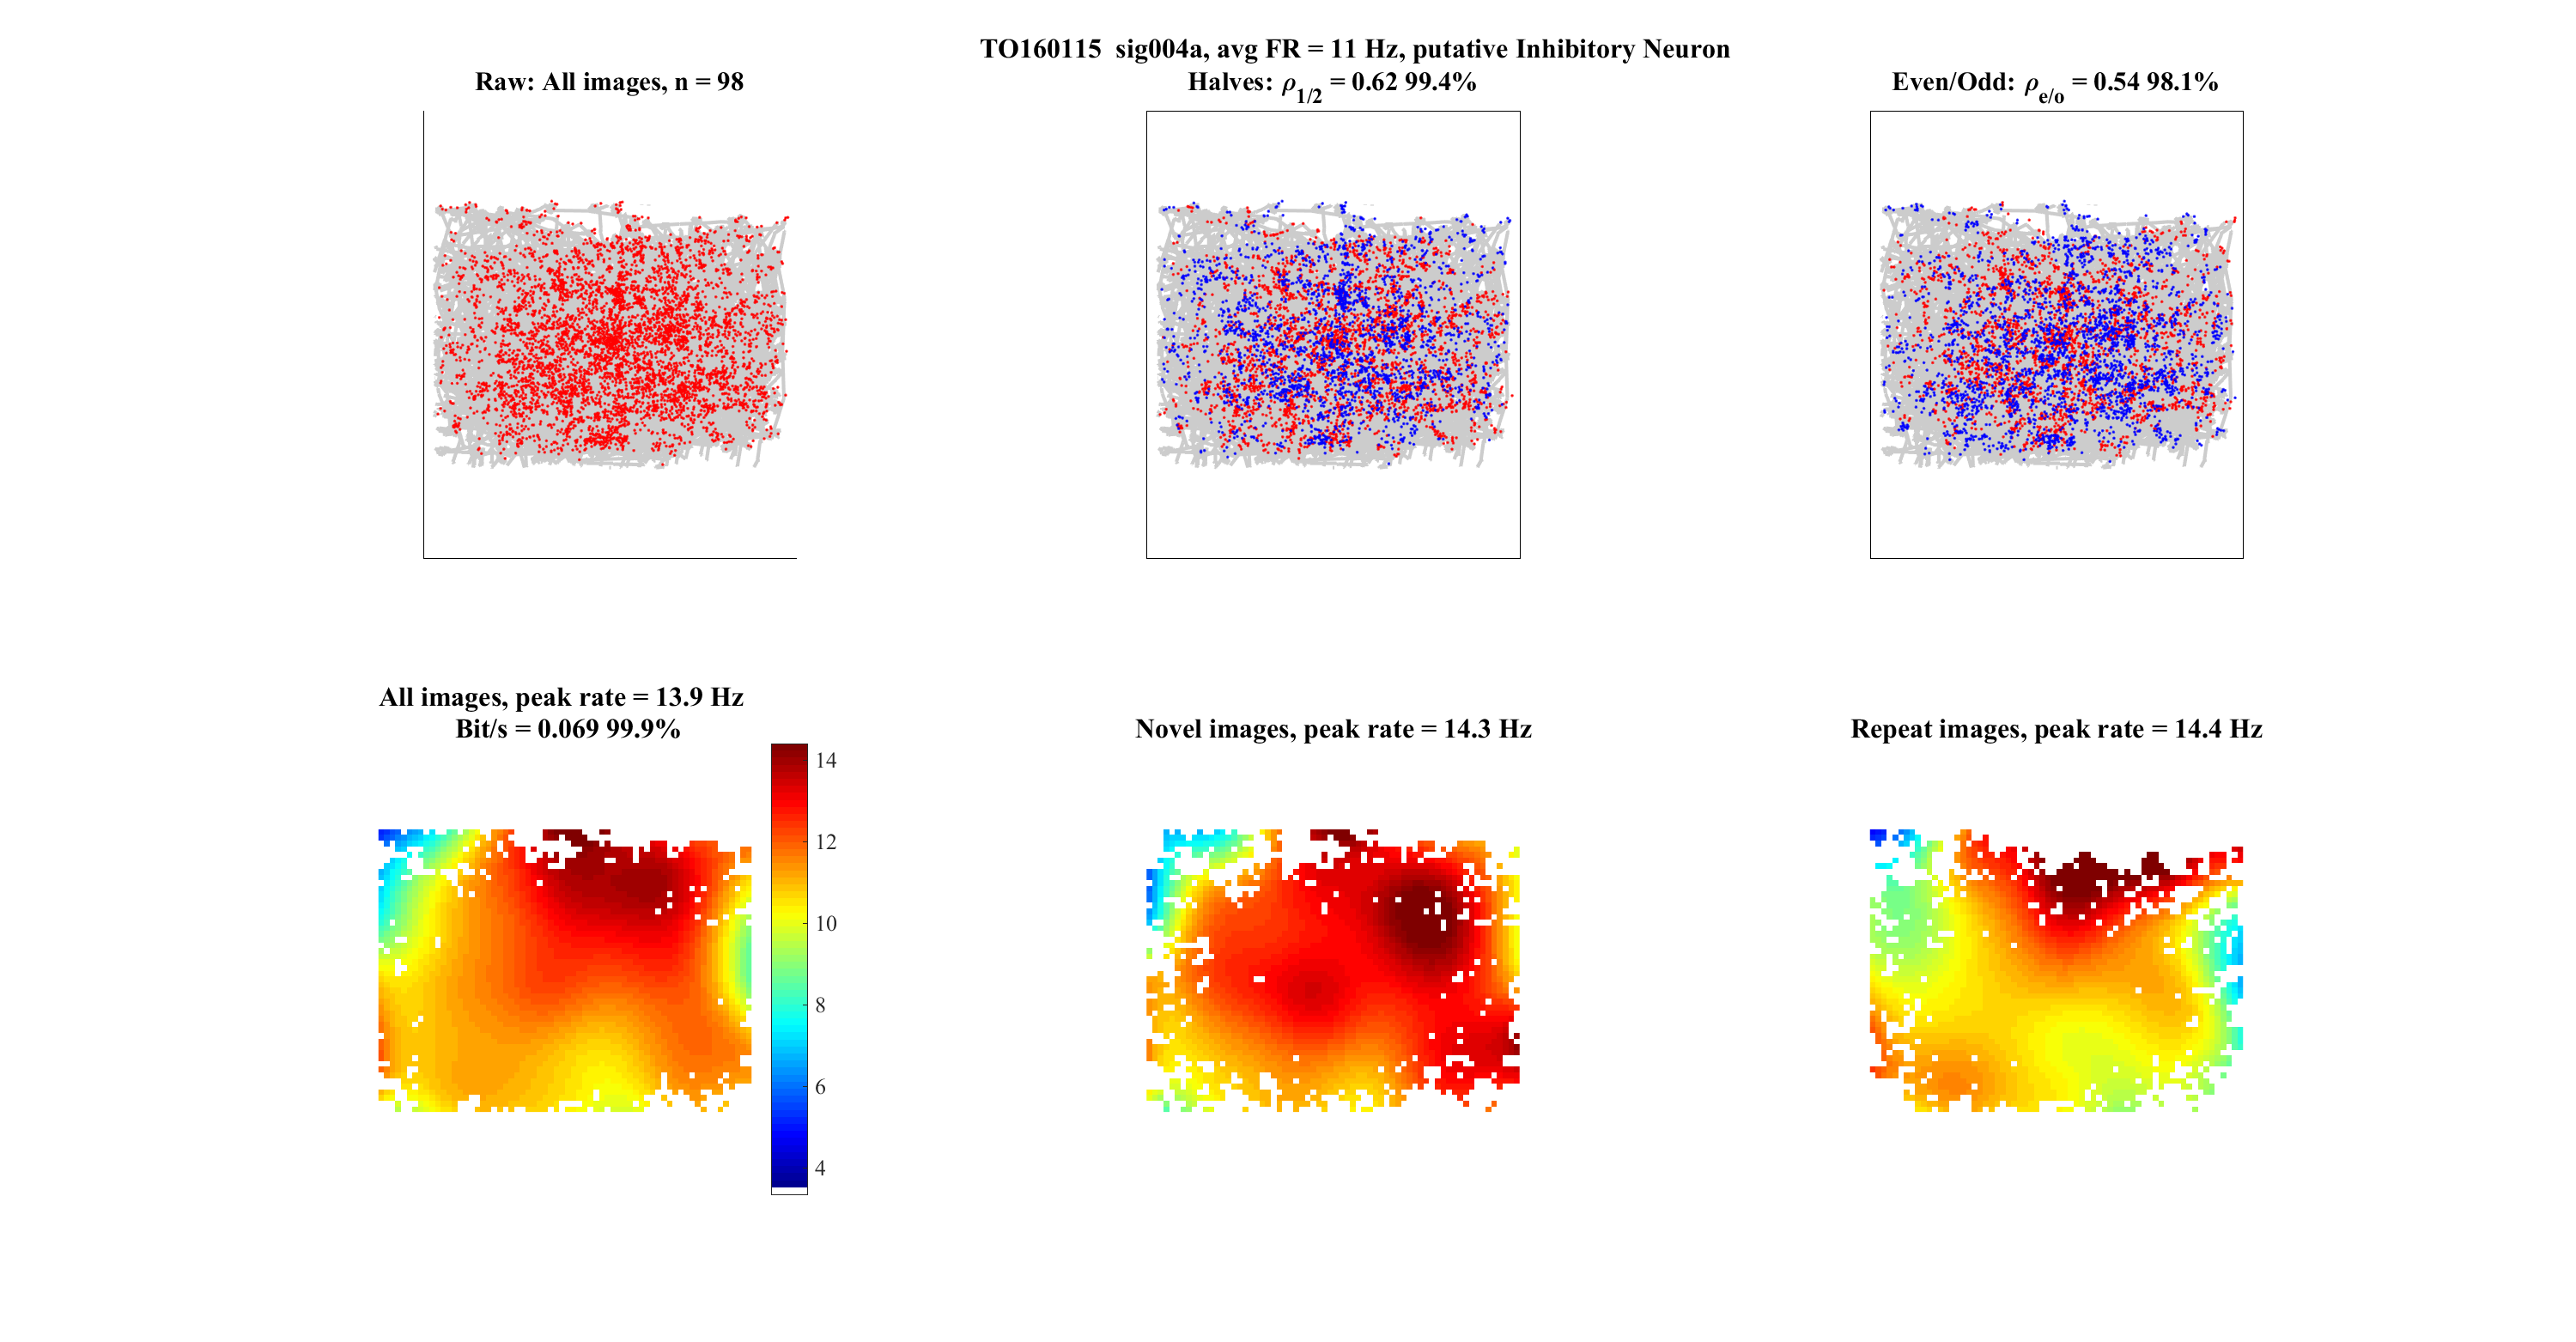 TO160115 sig004a, avg FR = 11 Hz, putative Inhibitory Neuron
Raw: All images, n = 98
Halves: ρ1/2 = 0.62 99.4%
Even/Odd: ρe/o = 0.54 98.1%
All images, peak rate = 13.9 Hz
Bit/s = 0.069 99.9%
14
12
10
8
6
4
Novel images, peak rate = 14.3 Hz
Repeat images, peak rate = 14.4 Hz